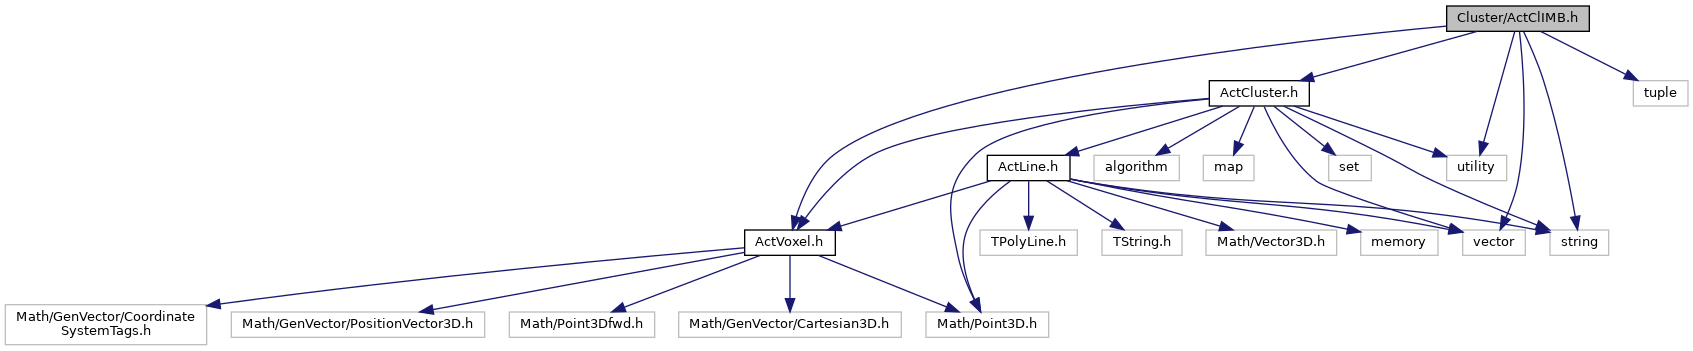 Cluster/ActClIMB.h
ActCluster.h
tuple
ActLine.h
algorithm
map
set
utility
ActVoxel.h
TPolyLine.h
TString.h
Math/Vector3D.h
memory
vector
string
Math/GenVector/Coordinate
SystemTags.h
Math/GenVector/PositionVector3D.h
Math/Point3Dfwd.h
Math/GenVector/Cartesian3D.h
Math/Point3D.h